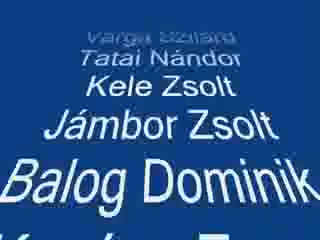 Varga Szilárd
Tatai Nándor
Kele Zsolt
Jámbor Zsolt
Balog Dominik